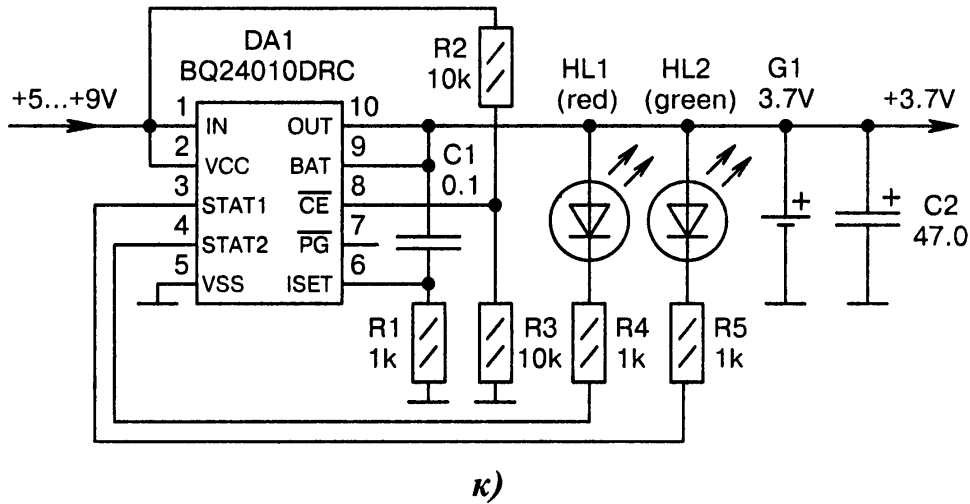 DA1
BQ24010DRC
R2
10k
HL1
(red)
HL2
(green)
G1
3.7V
+5...+9V
+3.7V
1 IN OUT 10
2 VCC BAT 9
3 STAT1 CE 8
4 STAT2 PG 7
5 VSS ISET 6
C1
0.1
+
+
C2
47.0
R1
1k
R3
10k
R4
1k
R5
1k
к)